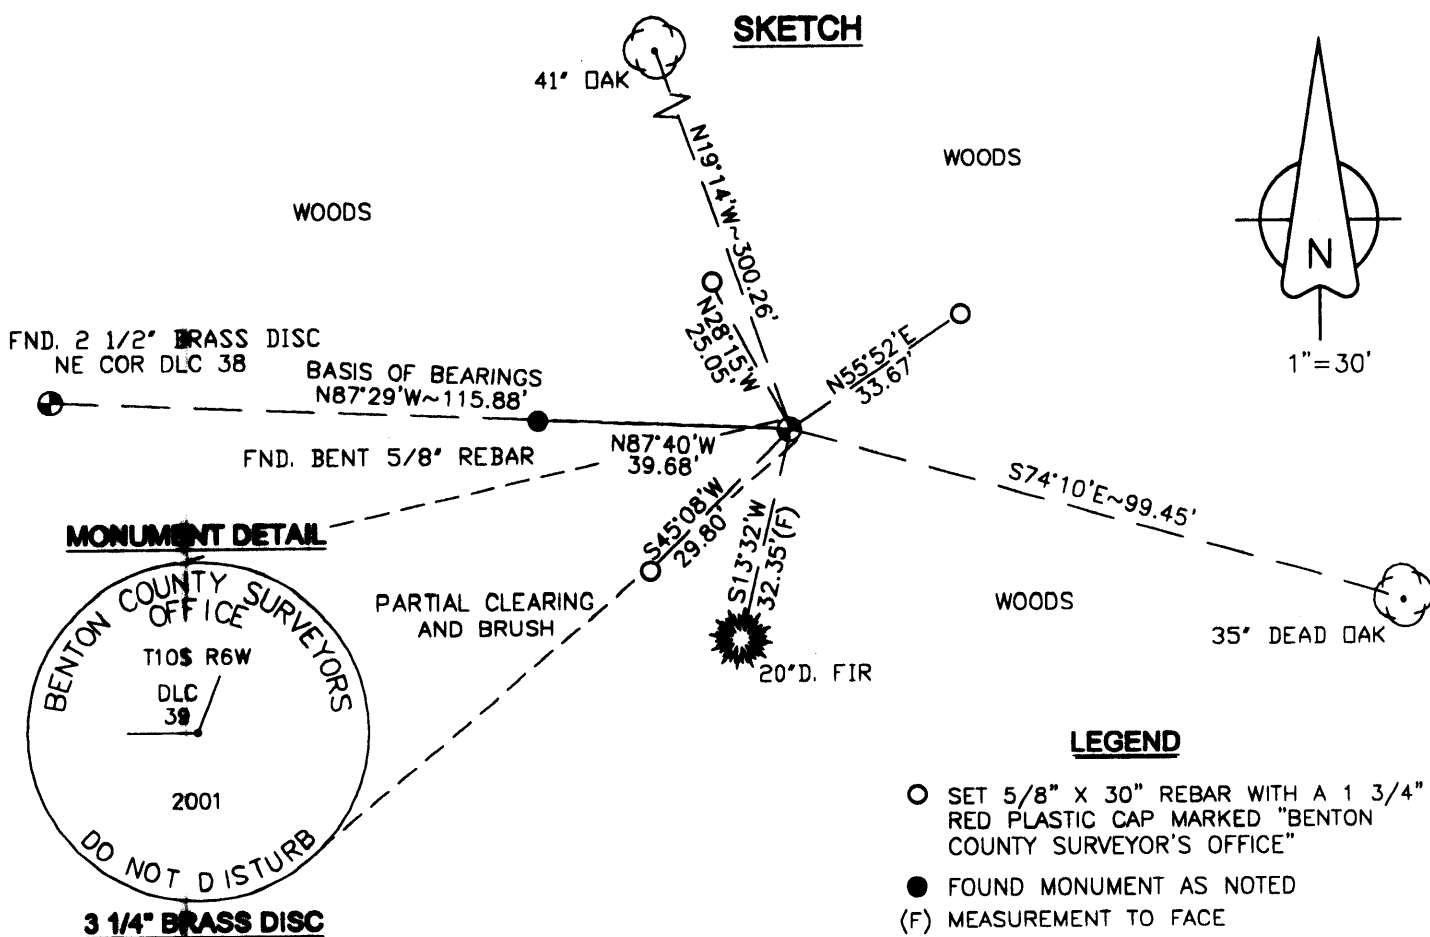 SKETCH
41" OAK
WOODS
WOODS
N19°14'W~300.26'
N
1"=30'
FND. 2 1/2" BRASS DISC
NE COR DLC 38
BASIS OF BEARINGS
N87°29'W~115.88'
N28°15'W
25.05'
N55°52'E
33.67'
FND. BENT 5/8" REBAR
N87°40'W
39.68'
S74°10'E~99.45'
S45°08'W
29.80'
S13°32'W
32.35'(F)
MONUMENT DETAIL
BENTON COUNTY SURVEYORS
OFFICE
T10S R6W
DLC
2001
DO NOT DISTURB
3 1/4" BRASS DISC
PARTIAL CLEARING
AND BRUSH
WOODS
35" DEAD OAK
20"D. FIR
LEGEND
SET 5/8" X 30" REBAR WITH A 1 3/4"
RED PLASTIC CAP MARKED "BENTON
COUNTY SURVEYOR'S OFFICE"
FOUND MONUMENT AS NOTED
(F) MEASUREMENT TO FACE